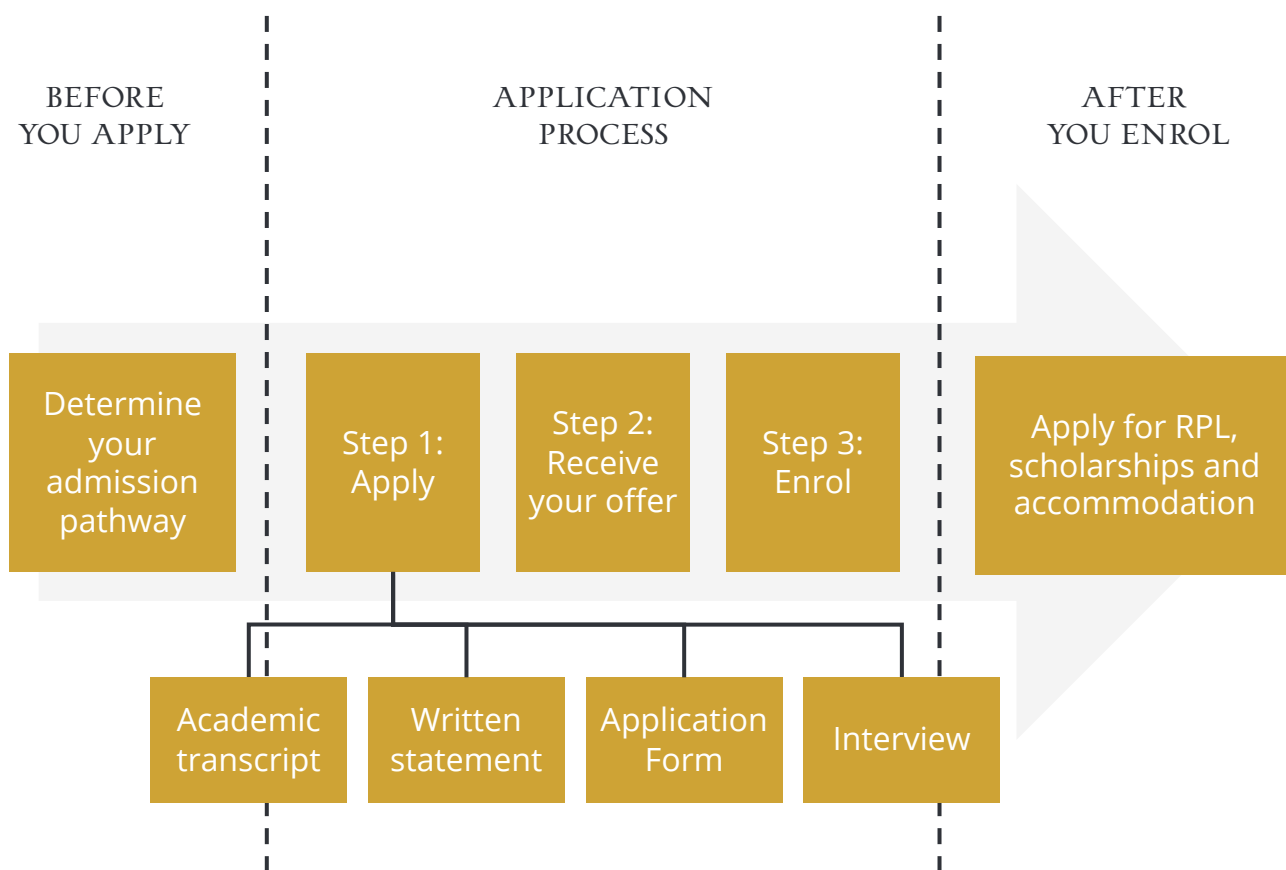 BEFORE
YOU APPLY
APPLICATION
PROCESS
AFTER
YOU ENROL
Determine
your
admission
pathway
Step 1:
Apply
Step 2:
Receive
your offer
Step 3:
Enrol
Apply for RPL,
scholarships and
accommodation
Academic
transcript
Written
statement
Application
Form
Interview